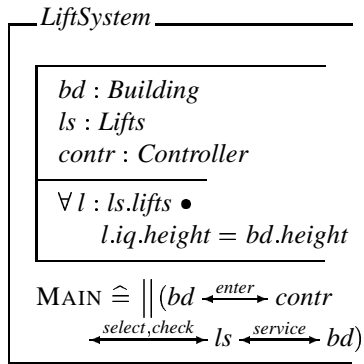 LiftSystem
bd : Building
ls : Lifts
contr : Controller
∀ l : ls.lifts •
l.iq.height = bd.height
MAIN ≙ || (bd ←enter→ contr
←select,check→ ls ←service→ bd)